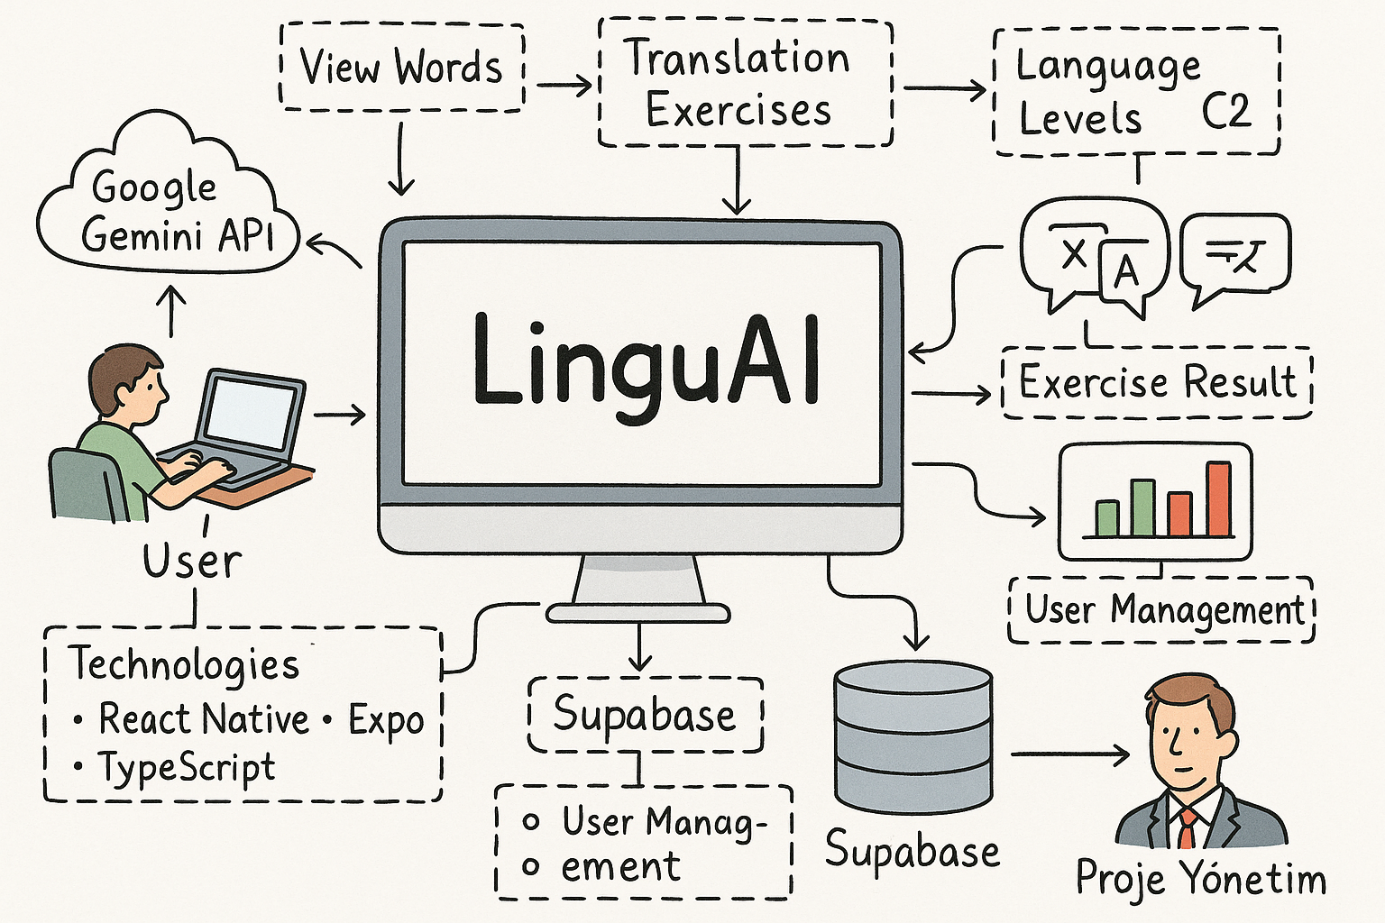 View Words
Translation
Exercises
Language
Levels C2
Google
Gemini API
X
A
LinguAI
Exercise Result
User
User Management
Technologies
• React Native • Expo
• TypeScript
Supabase
User Manag-
ement
Supabase
Proje Yónetim